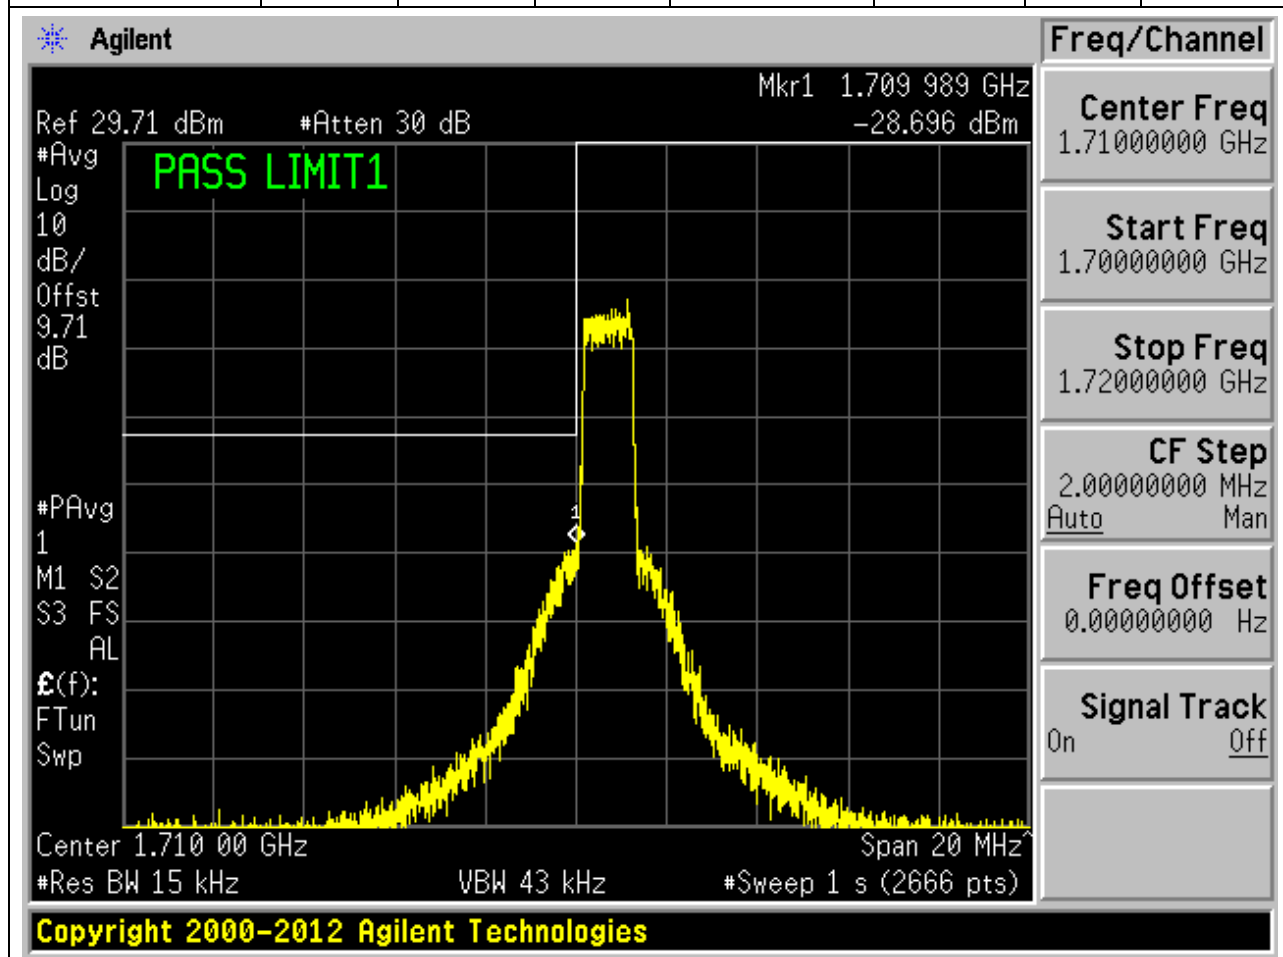 Agilent
Freq/Channel
Mkr1 1.709 989 GHz
Ref 29.71 dBm #Atten 30 dB -28.696 dBm
#Avg
Log
10
dB/
Offst
9.71
dB
PASS LIMIT1
#PAvg
1
M1 S2
S3 FS
AL
£(f):
FTun
Swp
1
Center 1.710 00 GHz Span 20 MHz^
#Res BW 15 kHz VBW 43 kHz #Sweep 1 s (2666 pts)
Copyright 2000-2012 Agilent Technologies
Center Freq
1.71000000 GHz
Start Freq
1.70000000 GHz
Stop Freq
1.72000000 GHz
CF Step
2.00000000 MHz
Auto Man
Freq Offset
0.00000000 Hz
Signal Track
On Off